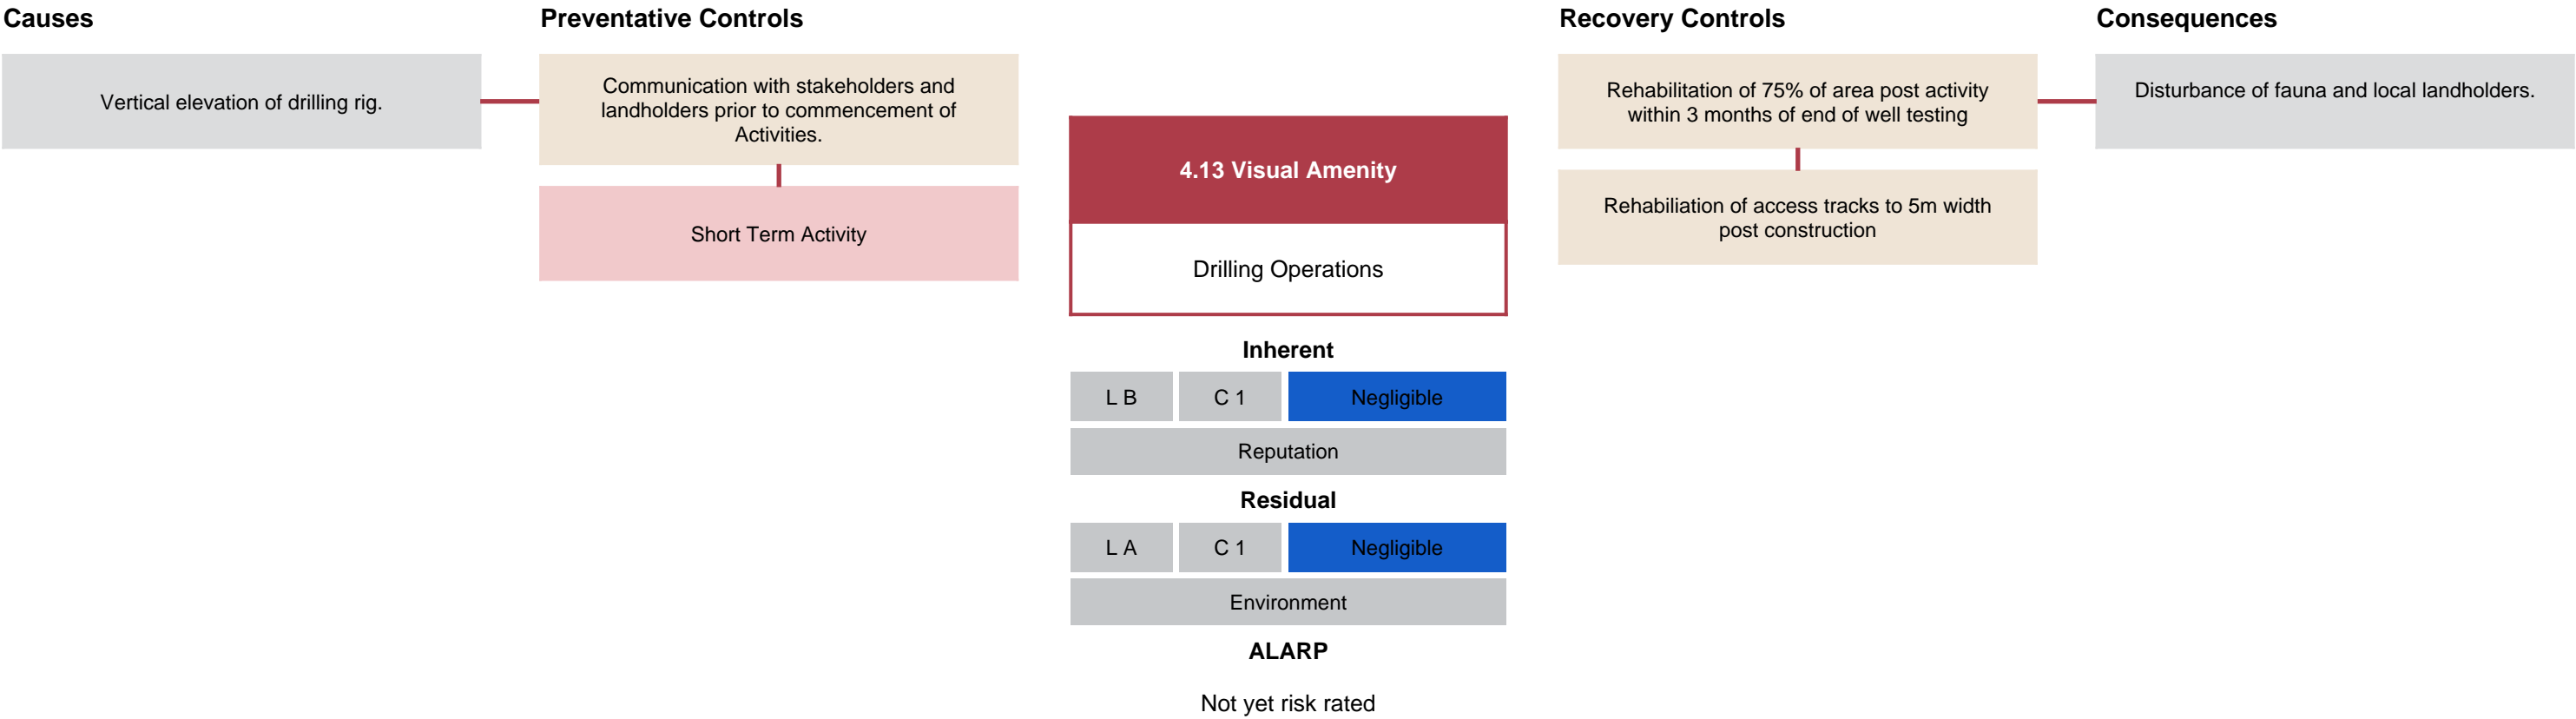 Causes
Preventative Controls
Recovery Controls
Consequences
Vertical elevation of drilling rig.
Communication with stakeholders and
landholders prior to commencement of
Activities.
Short Term Activity
4.13 Visual Amenity
Drilling Operations
Rehabilitation of 75% of area post activity
within 3 months of end of well testing
Rehabiliation of access tracks to 5m width
post construction
Disturbance of fauna and local landholders.
Inherent
L B
C 1
Negligible
Reputation
Residual
L A
C 1
Negligible
Environment
ALARP
Not yet risk rated